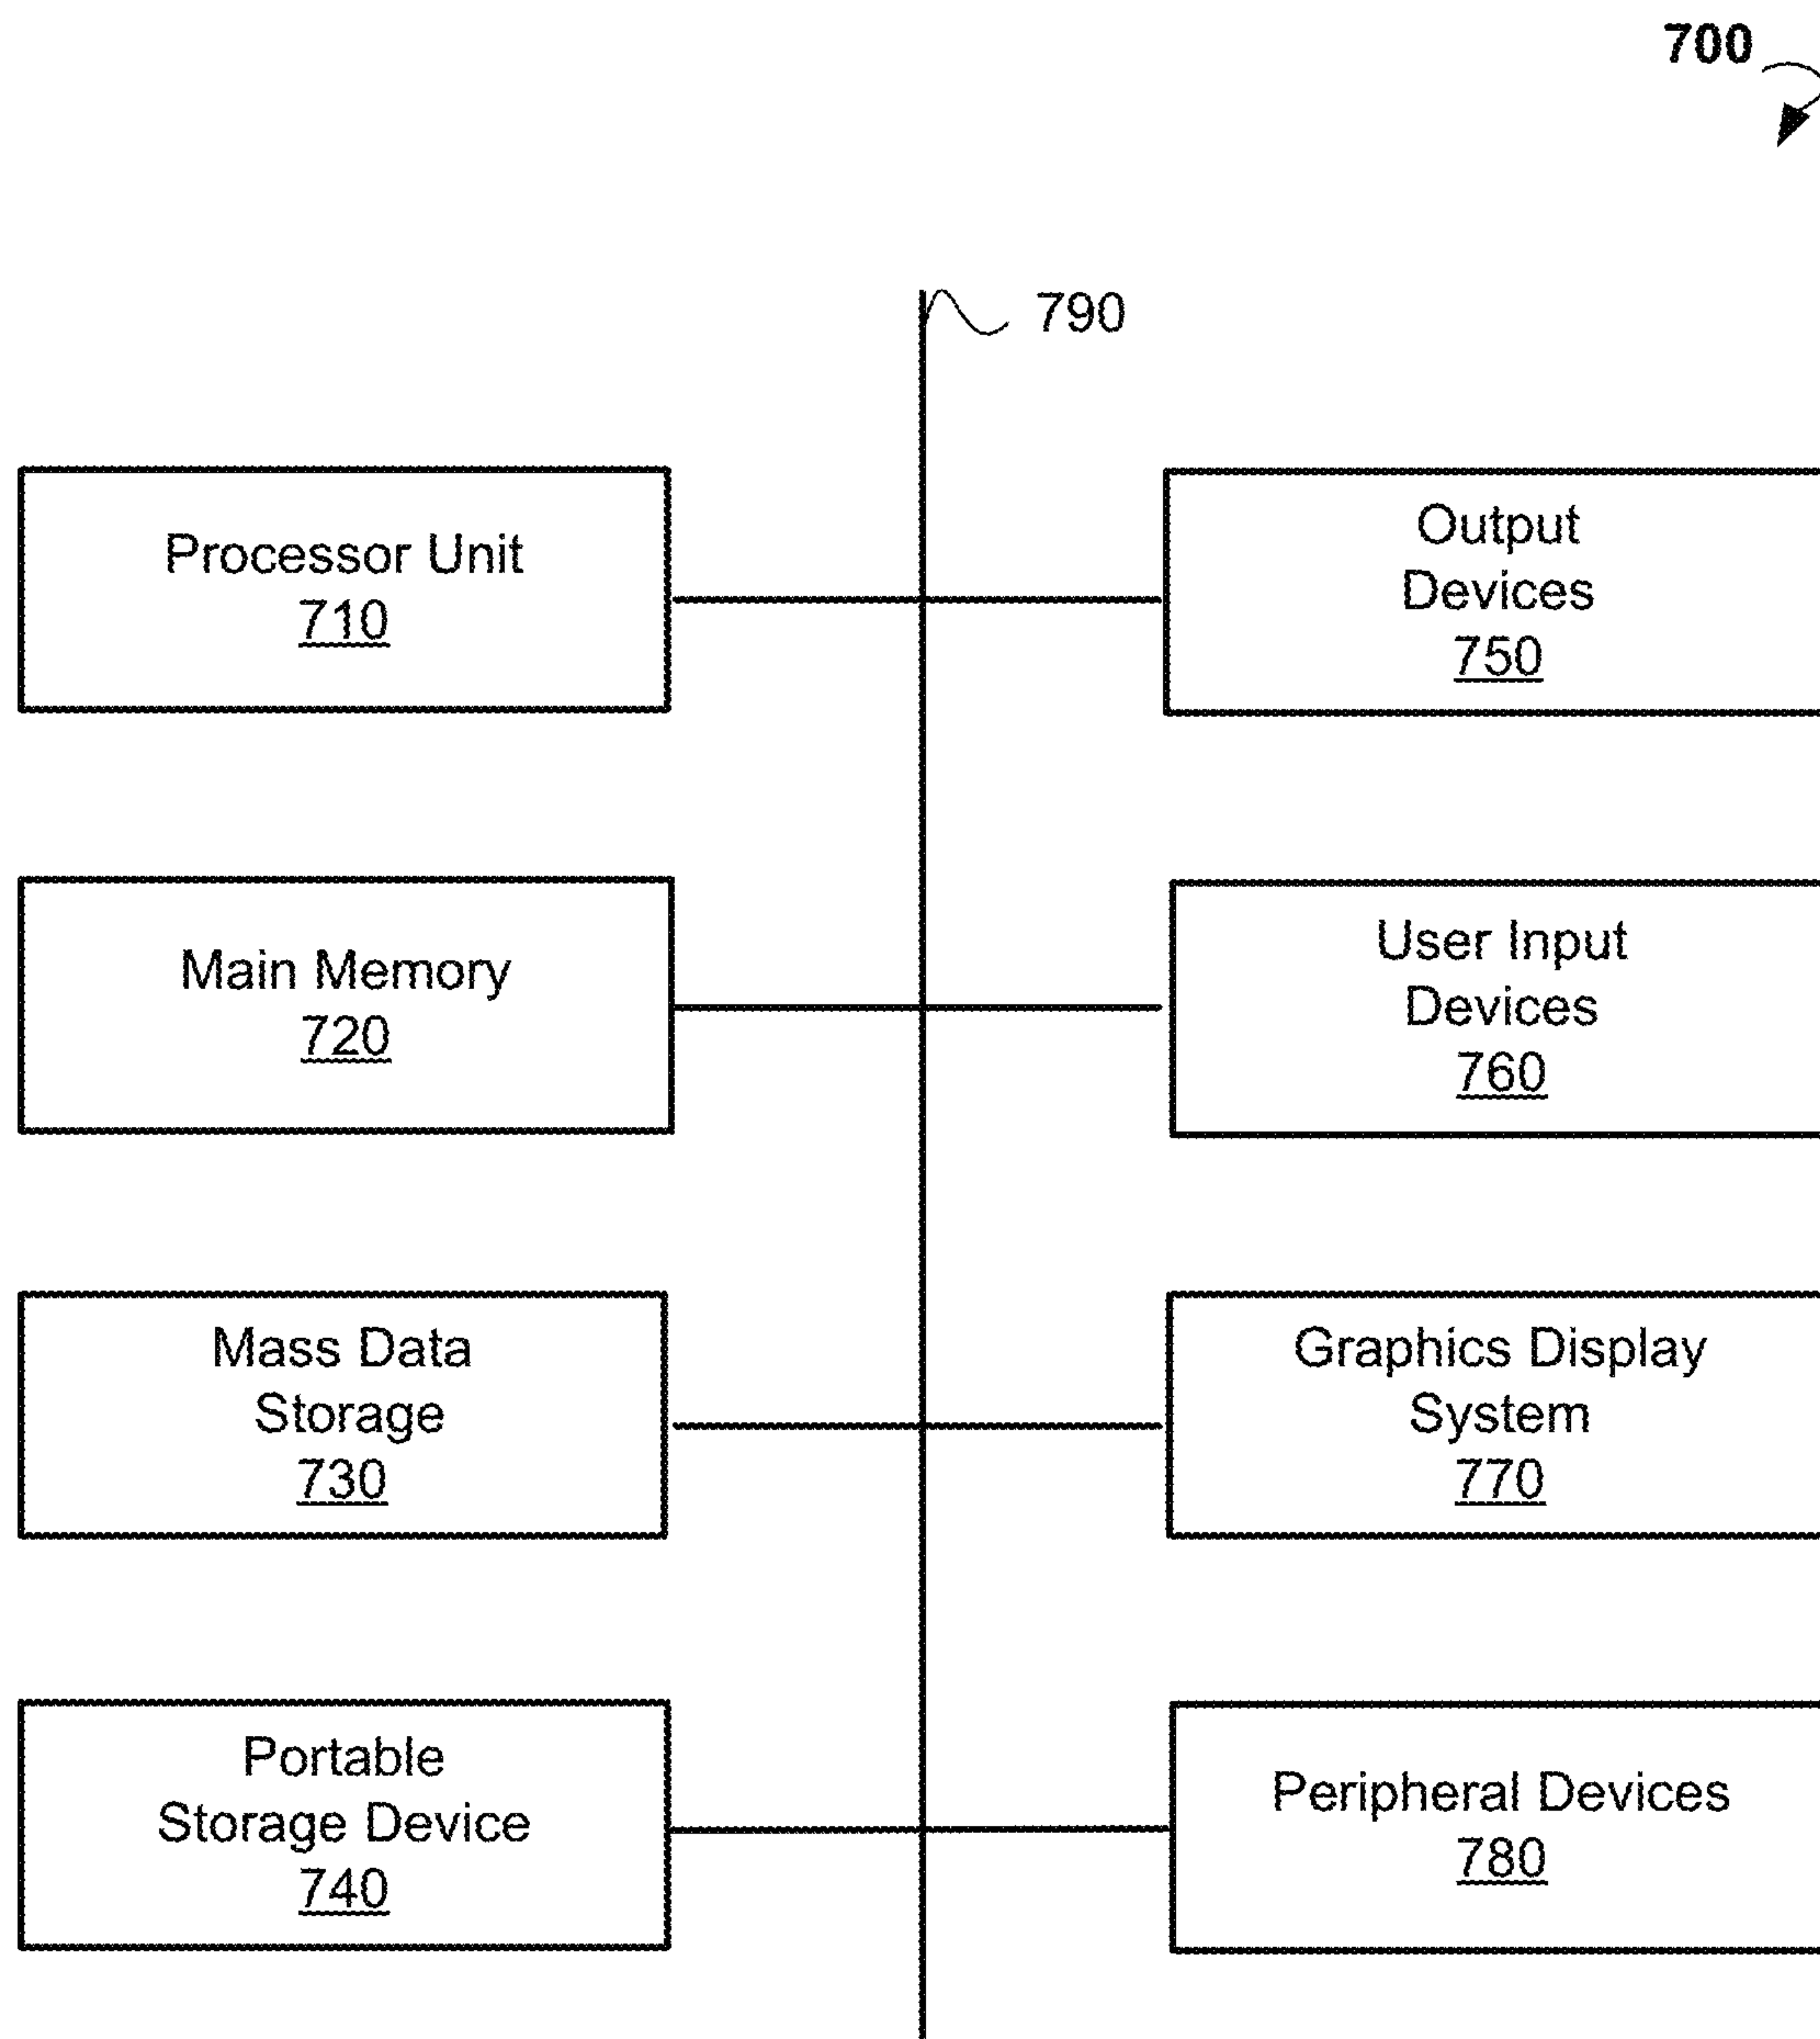 700
790
Processor Unit
710
Output
Devices
750
Main Memory
720
User Input
Devices
760
Mass Data
Storage
730
Graphics Display
System
770
Portable
Storage Device
740
Peripheral Devices
780